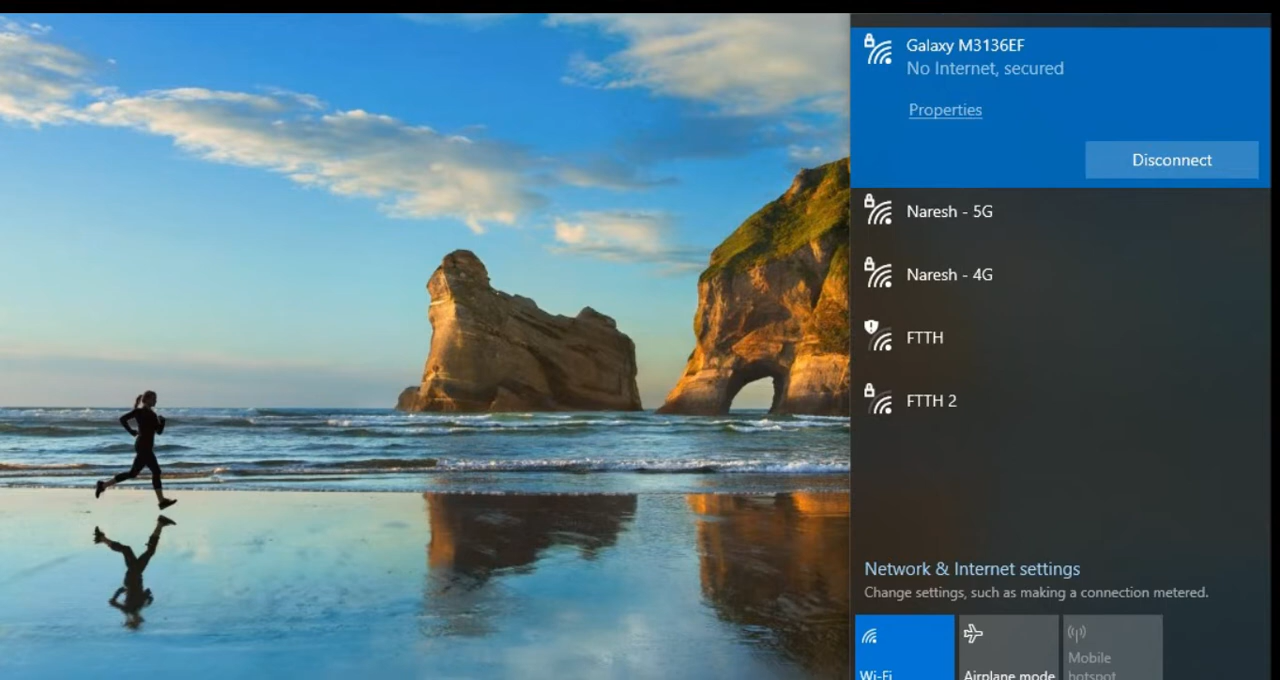 Galaxy M3136EF
No Internet, secured
Properties
Disconnect
Naresh - 5G
Naresh - 4G
FTTH
FTTH 2
Network & Internet settings
Change settings, such as making a connection metered.
Wi-Fi
Airplane mode
Mobile
hotspot